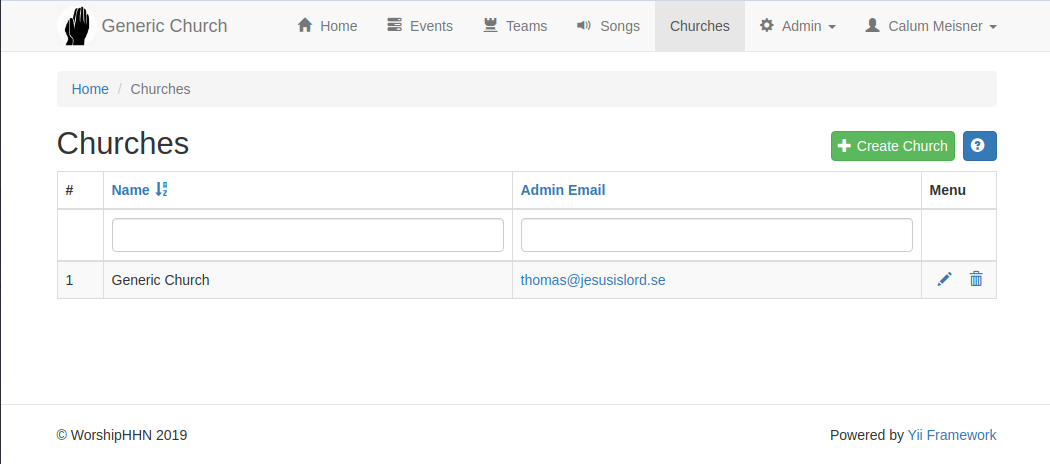 Generic Church Home Events Teams Songs Churches Admin Calum Meisner
Home / Churches
Churches Create Church
# Name Admin Email Menu
1 Generic Church thomas@jesusislord.se
© WorshipHHN 2019 Powered by Yii Framework